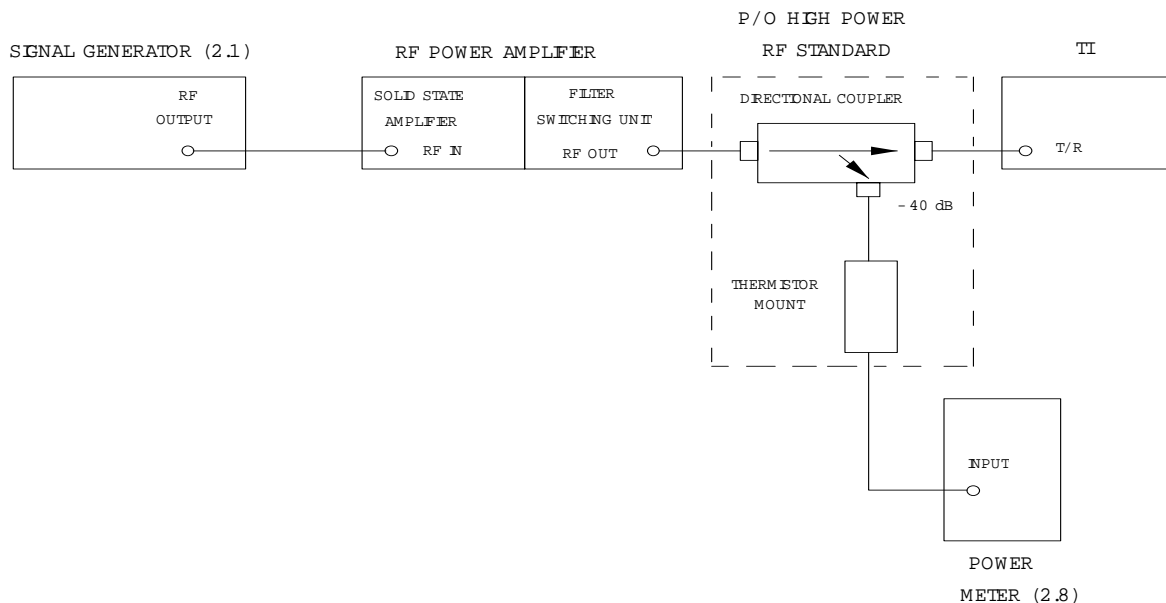 P/O HIGH POWER
RF STANDARD
SIGNAL GENERATOR (2.1)
RF POWER AMPLIFIER
TI
RF
OUTPUT
SOLID STATE
AMPLIFIER
RF IN
FILTER
SWITCHING UNIT
RF OUT
DIRECTIONAL COUPLER
T/R
- 40 dB
THERMISTOR
MOUNT
INPUT
POWER
METER (2.8)